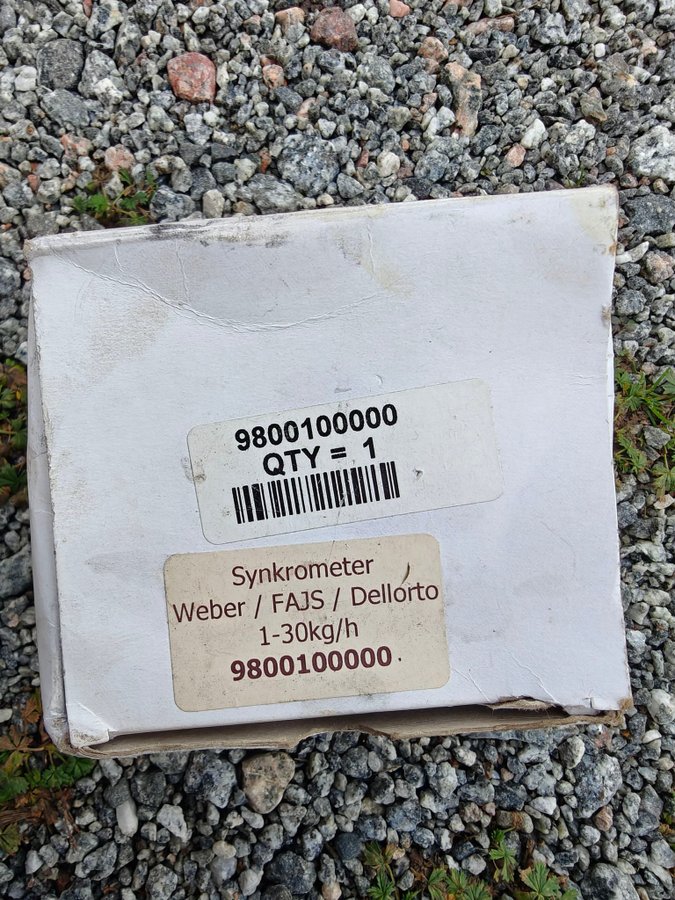 9800100000
QTY = 1
Synkrometer
Weber / FAJS / Dellorto
1-30kg/h
9800100000